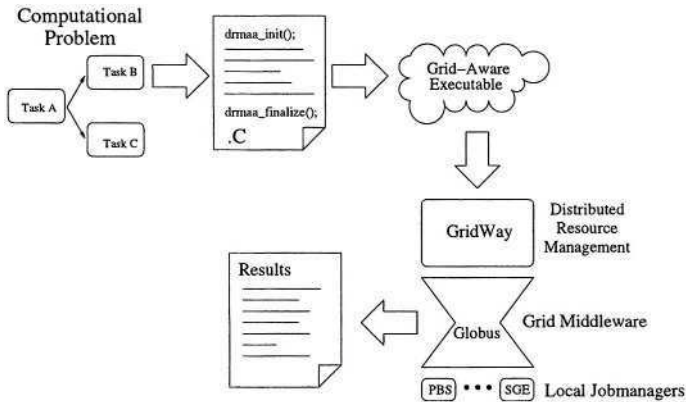 Computational
Problem
Task A
Task B
Task C
drmaa_init();
drmaa_finalize();
.C
Grid-Aware
Executable
GridWay
Distributed
Resource
Management
Results
Globus
Grid Middleware
PBS
SGE
Local Jobmanagers